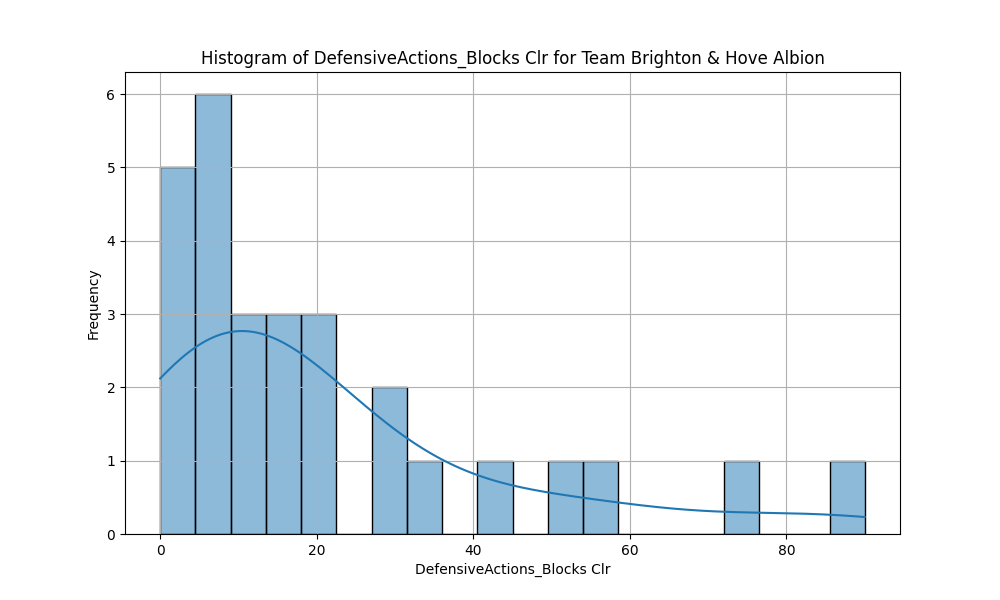 Histogram of DefensiveActions_Blocks Clr for Team Brighton & Hove Albion
6
5
4
3
2
1
0
Frequency
0 20 40 60 80
DefensiveActions_Blocks Clr